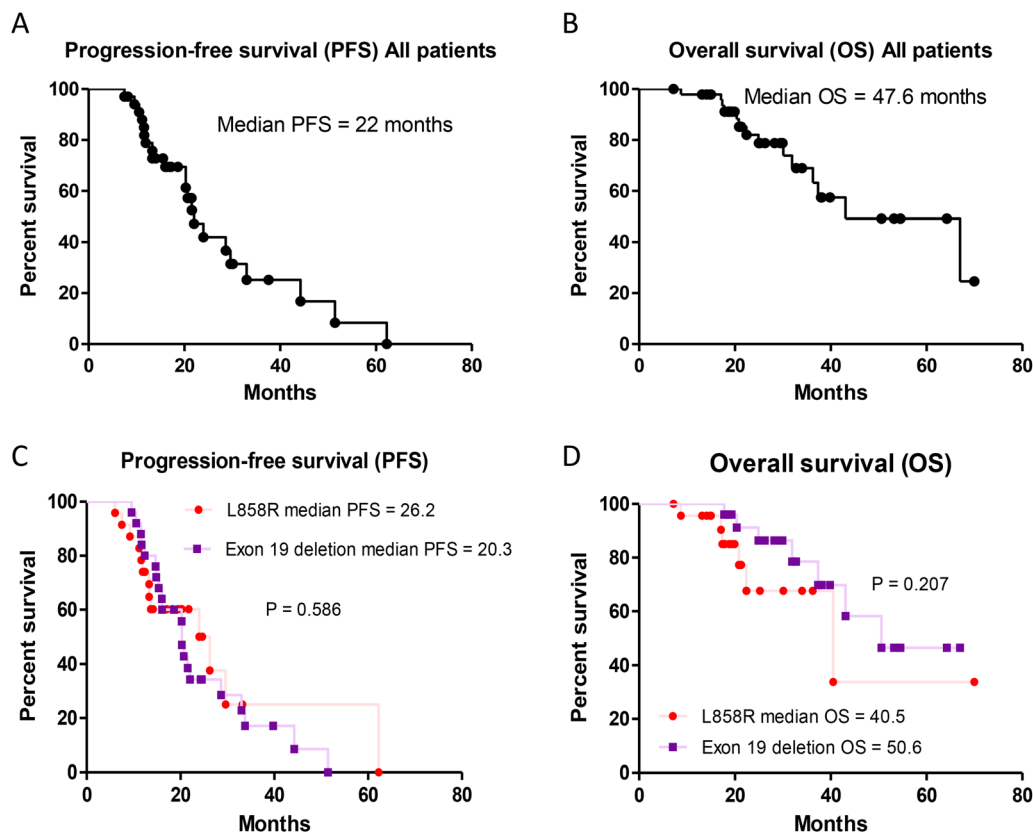 A
Progression-free survival (PFS) All patients
Median PFS = 22 months
Percent survival
100
80
60
40
20
0
0 20 40 60 80
Months
B
Overall survival (OS) All patients
Median OS = 47.6 months
Percent survival
100
80
60
40
20
0
0 20 40 60 80
Months
C
Progression-free survival (PFS)
L858R median PFS = 26.2
Exon 19 deletion median PFS = 20.3
P = 0.586
Percent survival
100
80
60
40
20
0
0 20 40 60 80
Months
D
Overall survival (OS)
P = 0.207
L858R median OS = 40.5
Exon 19 deletion OS = 50.6
Percent survival
100
80
60
40
20
0
0 20 40 60 80
Months